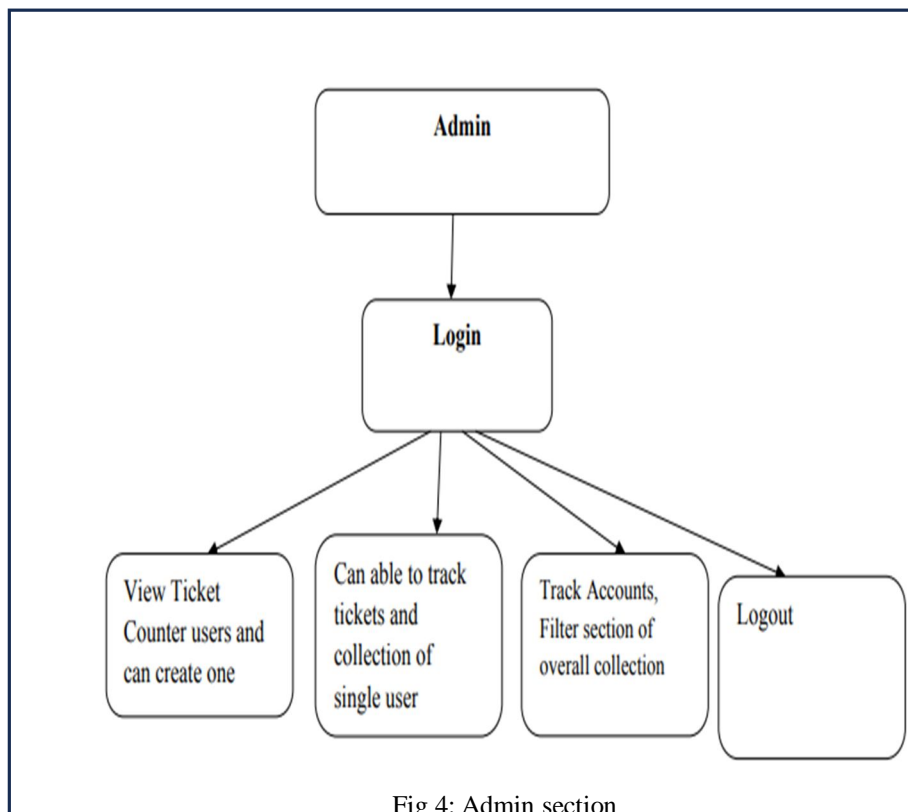 Admin
Login
View Ticket
Counter users and
can create one
Can able to track
tickets and
collection of
single user
Track Accounts,
Filter section of
overall collection
Logout
Fig 4: Admin section